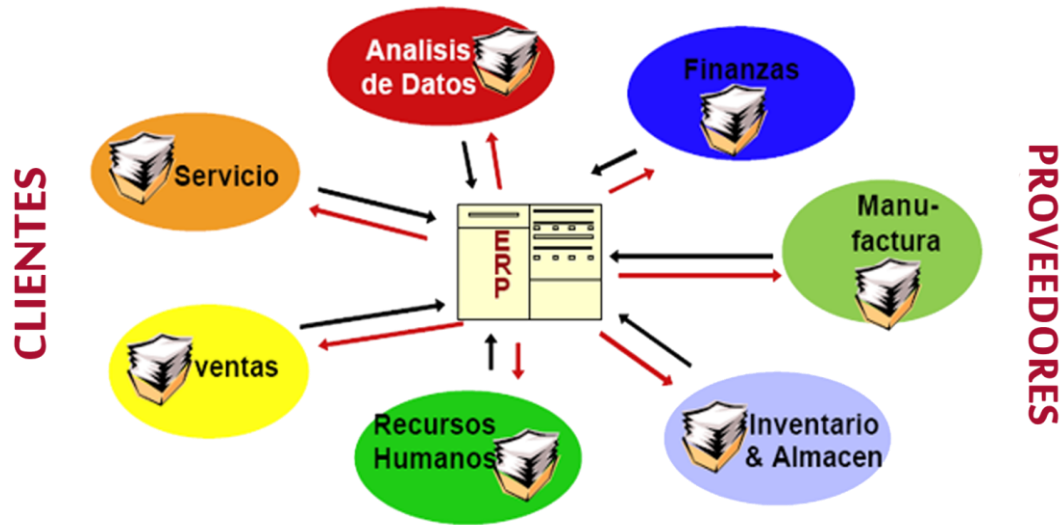 CLIENTES
Analisis
de Datos
Finanzas
Servicio
Manu-
factura
ERP
ventas
Recursos
Humanos
Inventario
& Almacen
PROVEEDORES